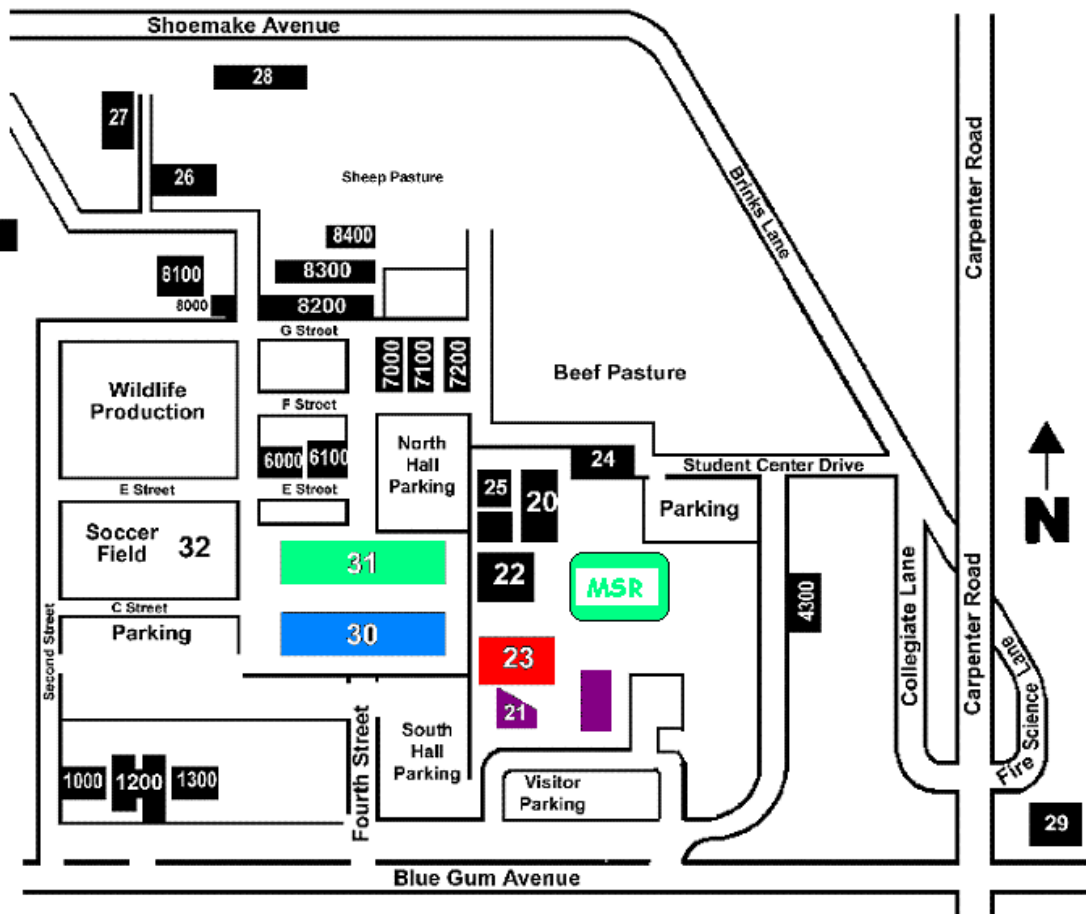 Shoemake Avenue
28
27
26
Sheep Pasture
Brinks Lane
Carpenter Road
8400
8100
8300
8000
8200
G Street
7000
7100
7200
Wildlife
Production
Beef Pasture
F Street
North
Hall
Parking
6000
6100
24
Student Center Drive
E Street
E Street
25
20
Parking
N
Soccer
Field
32
31
22
MSR
4300
C Street
Parking
30
23
Second Street
Collegiate Lane
Carpenter Road
Fire Science Lane
21
Fourth Street
South
Hall
Parking
1000
1200
1300
Visitor
Parking
29
Blue Gum Avenue